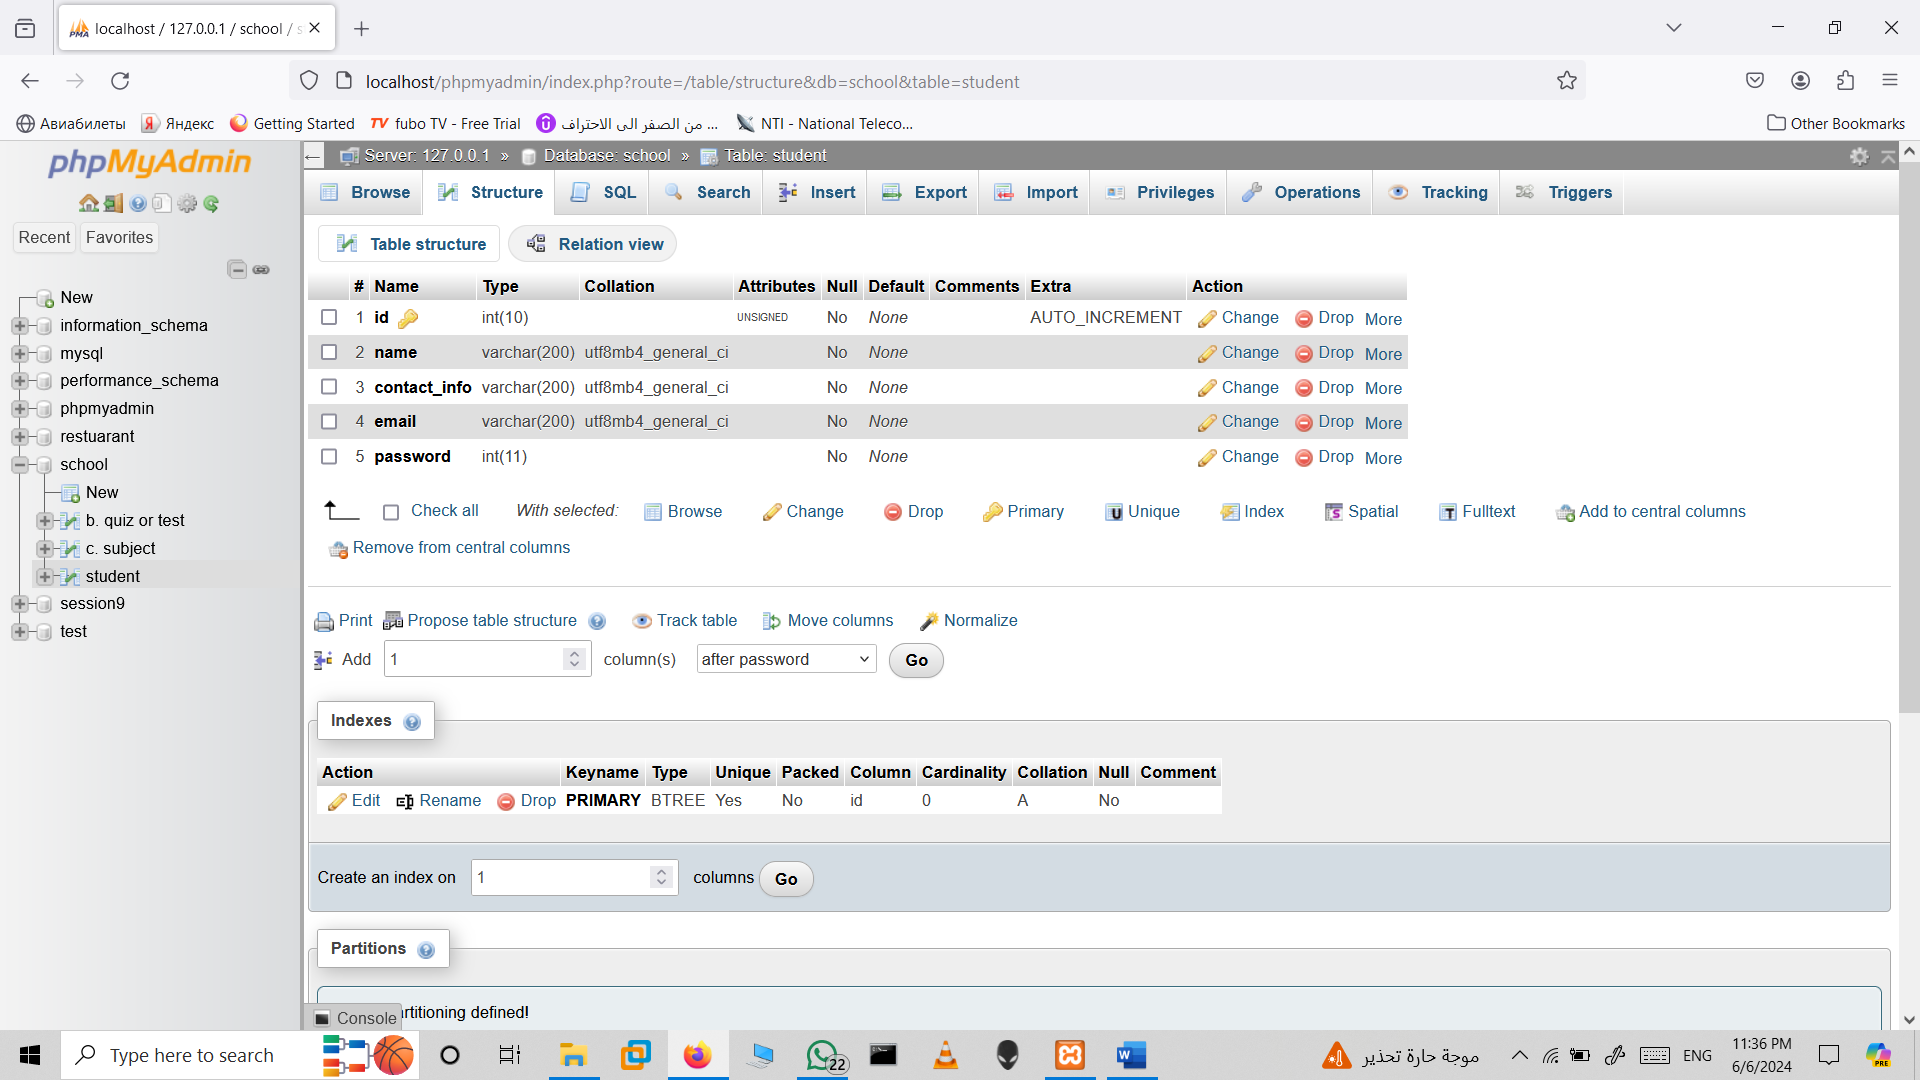 localhost / 127.0.0.1 / school / s
localhost/phpmyadmin/index.php?route=/table/structure&db=school&table=student
Авиабилеты Яндекс Getting Started TV fubo TV - Free Trial من الصفر الى الاحتراف ... NTI - National Teleco... Other Bookmarks
phpMyAdmin
Recent Favorites
New
information_schema
mysql
performance_schema
phpmyadmin
restuarant
school
New
b. quiz or test
c. subject
student
session9
test
Server: 127.0.0.1 » Database: school » Table: student
Browse Structure SQL Search Insert Export Import Privileges Operations Tracking Triggers
Table structure Relation view
# Name Type Collation Attributes Null Default Comments Extra Action
1 id int(10) UNSIGNED No None AUTO_INCREMENT Change Drop More
2 name varchar(200) utf8mb4_general_ci No None Change Drop More
3 contact_info varchar(200) utf8mb4_general_ci No None Change Drop More
4 email varchar(200) utf8mb4_general_ci No None Change Drop More
5 password int(11) No None Change Drop More
Check all With selected: Browse Change Drop Primary Unique Index Spatial Fulltext Add to central columns
Remove from central columns
Print Propose table structure Track table Move columns Normalize
Add 1 column(s) after password Go
Indexes
Action Keyname Type Unique Packed Column Cardinality Collation Null Comment
Edit Rename Drop PRIMARY BTREE Yes No id 0 A No
Create an index on 1 columns Go
Partitions
rtitioning defined!
Console
Type here to search
22
موجة حارة تحذير
ENG
11:36 PM
6/6/2024
PRE